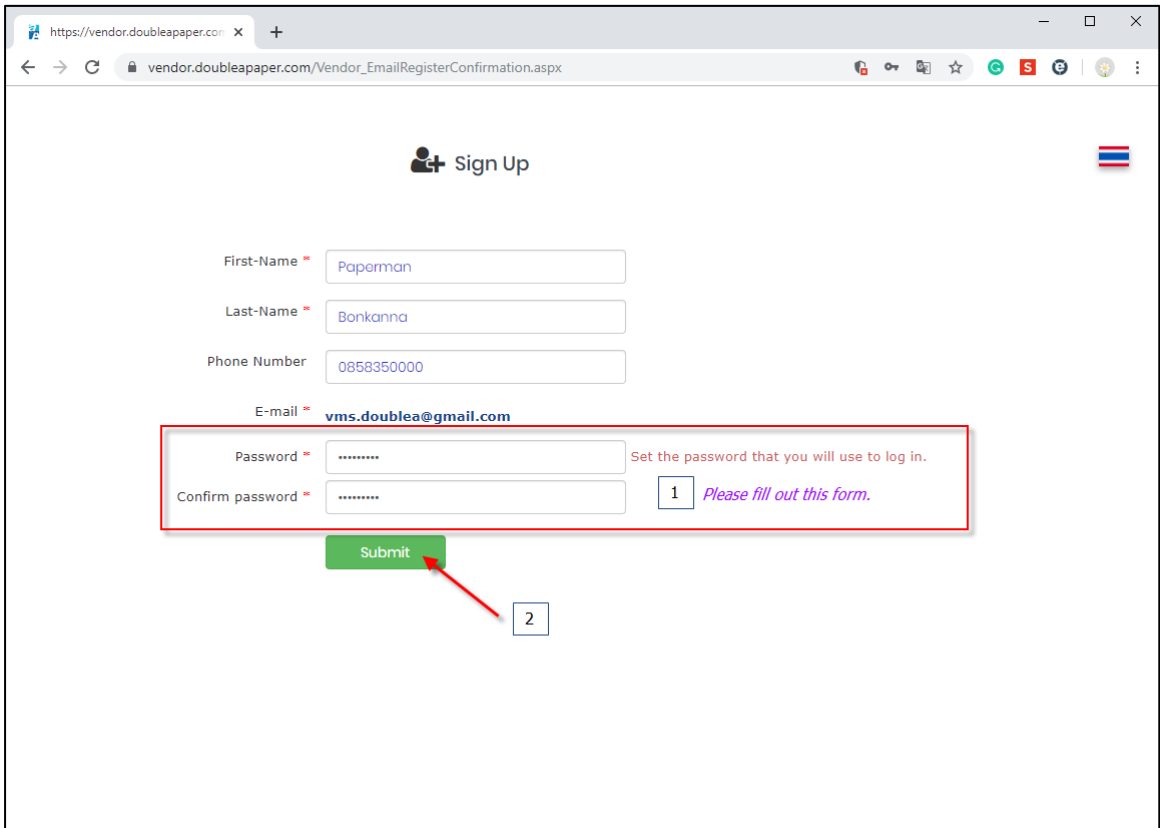 https://vendor.doubleapaper.com
vendor.doubleapaper.com/Vendor_EmailRegisterConfirmation.aspx
Sign Up
First-Name *
Paperman
Last-Name *
Bonkanna
Phone Number
0858350000
E-mail *
vms.doublea@gmail.com
Password *
•••••••••
Set the password that you will use to log in.
Confirm password *
•••••••••
1
Please fill out this form.
Submit
2